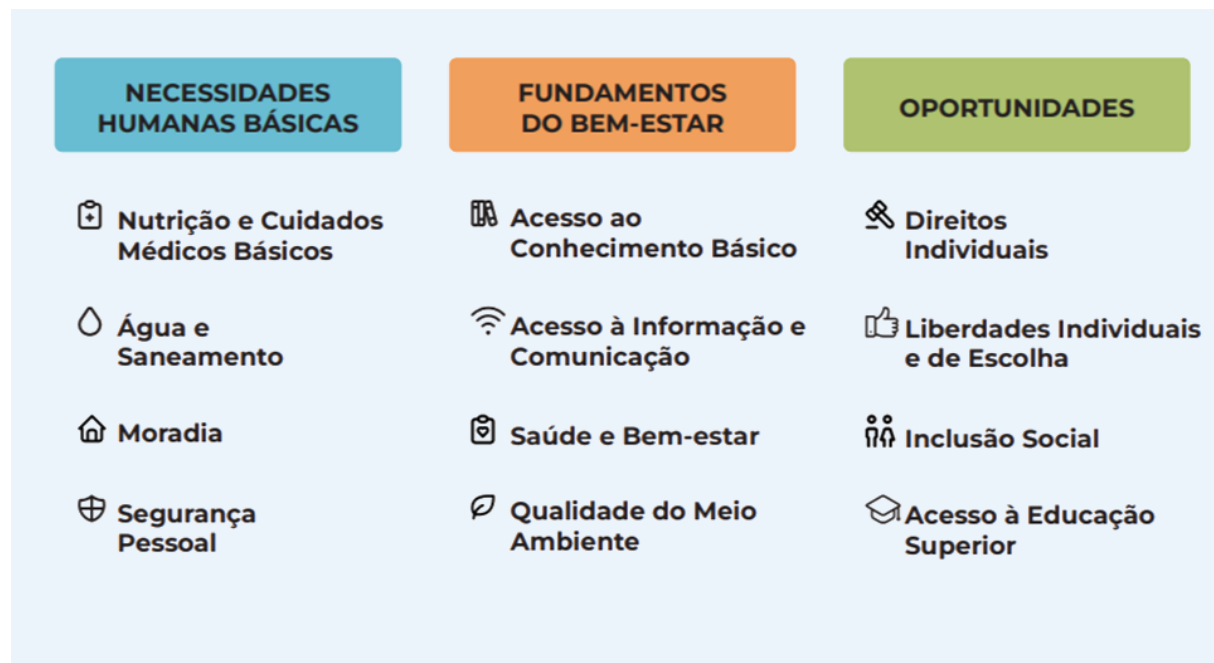 NECESSIDADES
HUMANAS BÁSICAS
Nutrição e Cuidados
Médicos Básicos
Água e
Saneamento
Moradia
Segurança
Pessoal
FUNDAMENTOS
DO BEM-ESTAR
Acesso ao
Conhecimento Básico
Acesso à Informação e
Comunicação
Saúde e Bem-estar
Qualidade do Meio
Ambiente
OPORTUNIDADES
Direitos
Individuais
Liberdades Individuais
e de Escolha
Inclusão Social
Acesso à Educação
Superior